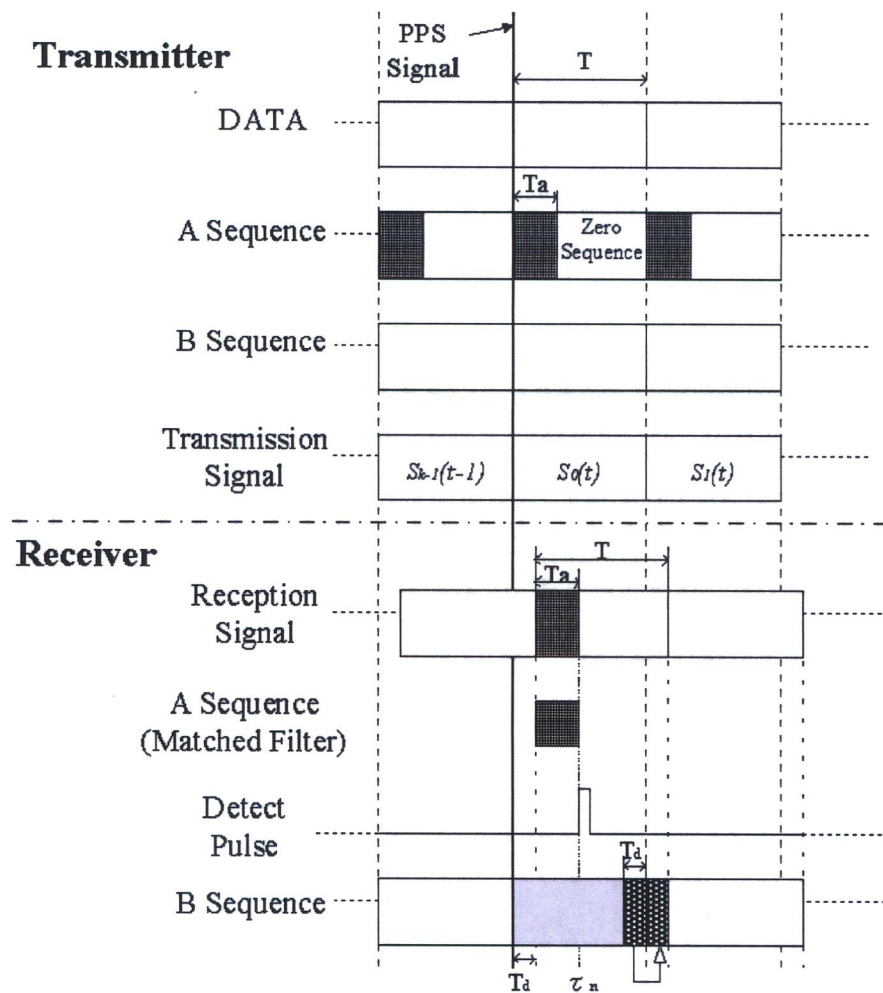 PPS
Signal
Transmitter
T
DATA
Ta
A Sequence
Zero
Sequence
B Sequence
Transmission
Signal
Sk-1(t-1)
S0(t)
S1(t)
Receiver
T
Ta
Reception
Signal
A Sequence
(Matched Filter)
Detect
Pulse
Td
B Sequence
Td
τn